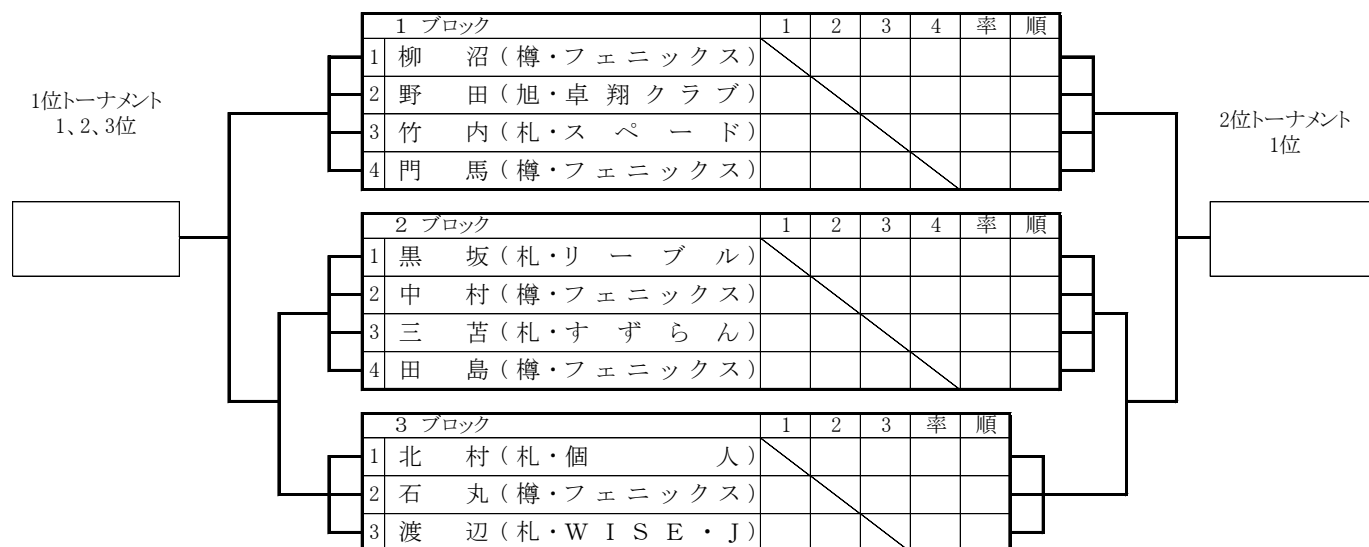 1 ブロック 1 2 3 4 率 順
1 柳 沼(樽・フェニックス)
2 野 田(旭・卓翔クラブ)
3 竹 内(札・スペード)
4 門 馬(樽・フェニックス)
1位トーナメント
1、2、3位
2位トーナメント
1位
2 ブロック 1 2 3 4 率 順
1 黒 坂(札・リーブル)
2 中 村(樽・フェニックス)
3 三 苫(札・すずらん)
4 田 島(樽・フェニックス)
3 ブロック 1 2 3 率 順
1 北 村(札・個 人)
2 石 丸(樽・フェニックス)
3 渡 辺(札・WISE・J)